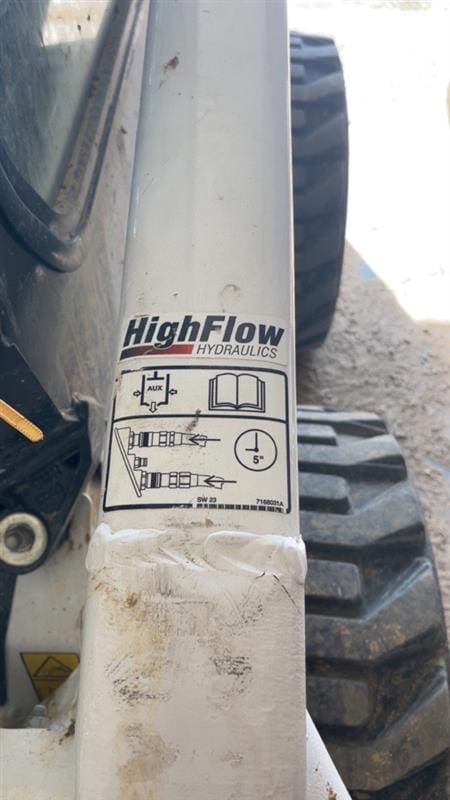 HighFlow
HYDRAULICS
AUX
5"
SW 23 7168031A